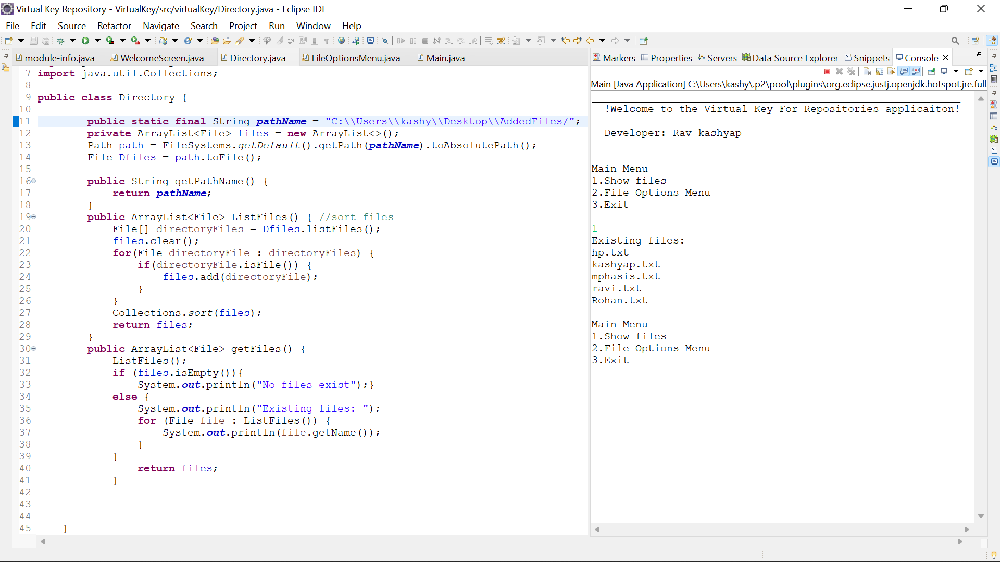 Virtual Key Repository - VirtualKey/src/virtualKey/Directory.java - Eclipse IDE
File Edit Source Refactor Navigate Search Project Run Window Help
module-info.java WelcomeScreen.java Directory.java FileOptionsMenu.java Main.java
7 import java.util.Collections;
8
9 public class Directory {
10
11 public static final String pathName = "C:\\Users\\kashy\\Desktop\\AddedFiles/";
12 private ArrayList<File> files = new ArrayList<>();
13 Path path = FileSystems.getDefault().getPath(pathName).toAbsolutePath();
14 File Dfiles = path.toFile();
15
16 public String getPathName() {
17 return pathName;
18 }
19 public ArrayList<File> ListFiles() { //sort files
20 File[] directoryFiles = Dfiles.listFiles();
21 files.clear();
22 for(File directoryFile : directoryFiles) {
23 if(directoryFile.isFile()) {
24 files.add(directoryFile);
25 }
26 }
27 Collections.sort(files);
28 return files;
29 }
30 public ArrayList<File> getFiles() {
31 ListFiles();
32 if (files.isEmpty()){
33 System.out.println("No files exist");}
34 else {
35 System.out.println("Existing files: ");
36 for (File file : ListFiles()) {
37 System.out.println(file.getName());
38 }
39 }
40 return files;
41 }
42
43
44
45 }
Markers Properties Servers Data Source Explorer Snippets Console
Main [Java Application] C:\Users\kashy\.p2\pool\plugins\org.eclipse.justj.openjdk.hotspot.jre.full.
!Welcome to the Virtual Key For Repositories applicaiton!
Developer: Rav kashyap
Main Menu
1.Show files
2.File Options Menu
3.Exit
1
Existing files:
hp.txt
kashyap.txt
mphasis.txt
ravi.txt
Rohan.txt
Main Menu
1.Show files
2.File Options Menu
3.Exit